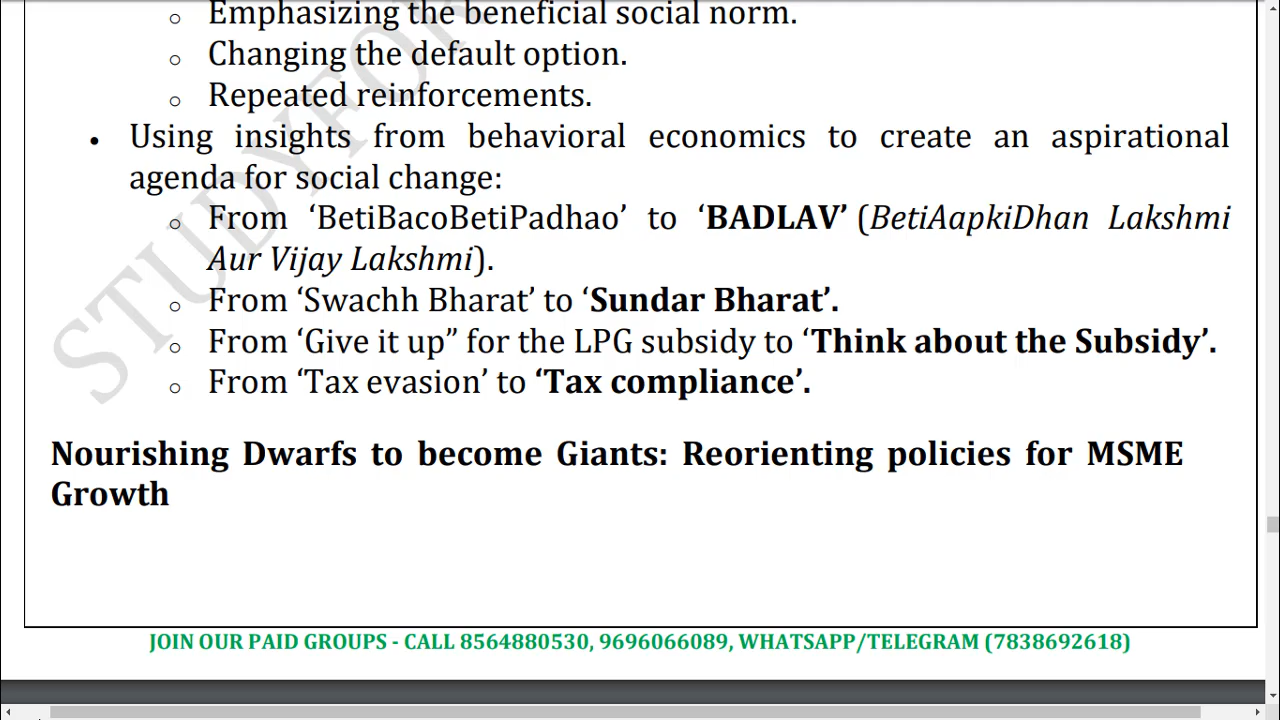 Emphasizing the beneficial social norm.
Changing the default option.
Repeated reinforcements.
Using insights from behavioral economics to create an aspirational
agenda for social change:
From ‘BetiBacoBetiPadhao’ to ‘BADLAV’ (BetiAapkiDhan Lakshmi
Aur Vijay Lakshmi).
From ‘Swachh Bharat’ to ‘Sundar Bharat’.
From ‘Give it up” for the LPG subsidy to ‘Think about the Subsidy’.
From ‘Tax evasion’ to ‘Tax compliance’.
Nourishing Dwarfs to become Giants: Reorienting policies for MSME
Growth
JOIN OUR PAID GROUPS - CALL 8564880530, 9696066089, WHATSAPP/TELEGRAM (7838692618)
STUDYFOR